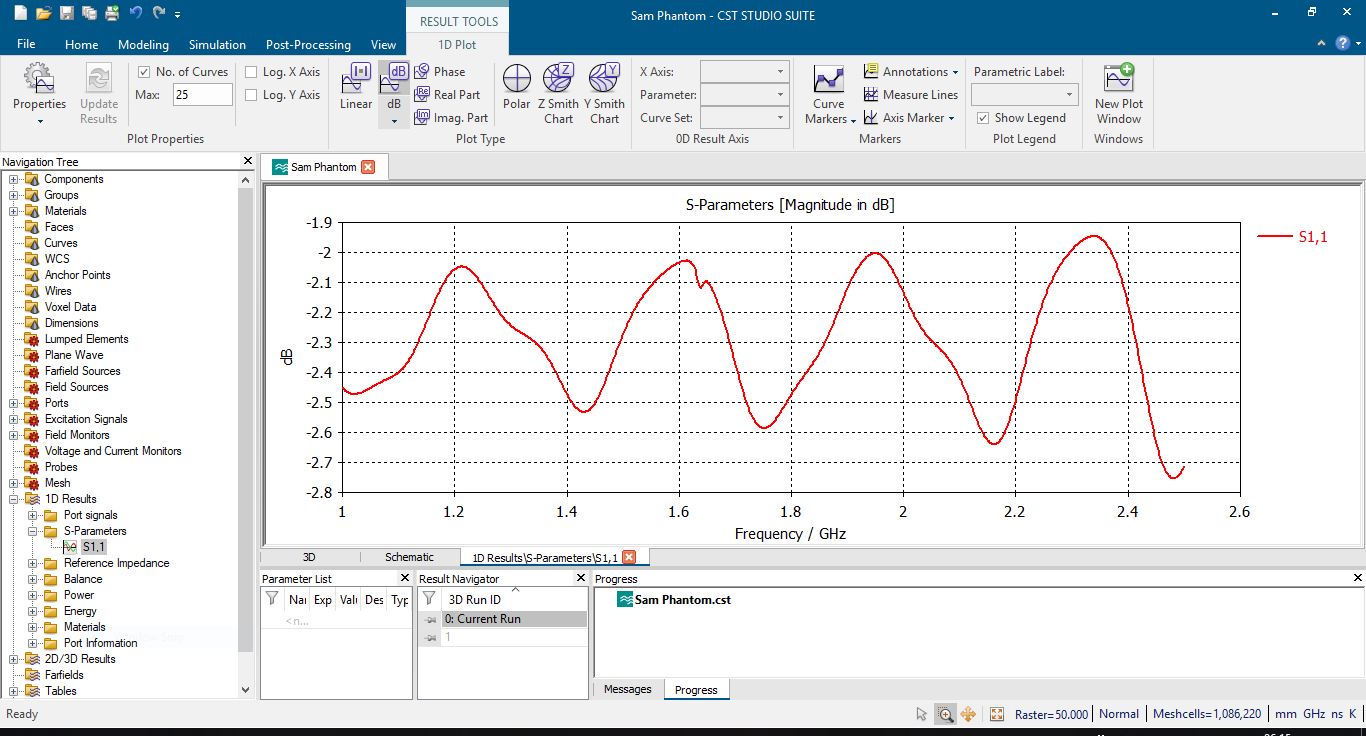 RESULT TOOLS
Sam Phantom - CST STUDIO SUITE
File Home Modeling Simulation Post-Processing View 1D Plot
Properties
Update Results
No. of Curves
Max: 25
Log. X Axis
Log. Y Axis
Plot Properties
Linear
dB
Phase
Real Part
Imag. Part
Polar
Z Smith Chart
Y Smith Chart
Plot Type
X Axis:
Parameter:
Curve Set:
0D Result Axis
Curve Markers
Annotations
Measure Lines
Axis Marker
Markers
Parametric Label:
Show Legend
Plot Legend
New Plot Window
Windows
Navigation Tree
Components
Groups
Materials
Faces
Curves
WCS
Anchor Points
Wires
Voxel Data
Dimensions
Lumped Elements
Plane Wave
Farfield Sources
Field Sources
Ports
Excitation Signals
Field Monitors
Voltage and Current Monitors
Probes
Mesh
1D Results
Port signals
S-Parameters
S1,1
Reference Impedance
Balance
Power
Energy
Materials
Port Information
2D/3D Results
Farfields
Tables
Sam Phantom
S-Parameters [Magnitude in dB]
-1.9
-2
-2.1
-2.2
-2.3
-2.4
-2.5
-2.6
-2.7
-2.8
dB
1 1.2 1.4 1.6 1.8 2 2.2 2.4 2.6
Frequency / GHz
S1,1
3D Schematic 1D Results\S-Parameters\S1,1
Parameter List
Nai Exp Valu Des Typ
<n...
Result Navigator
3D Run ID
0: Current Run
1
Progress
Sam Phantom.cst
Messages Progress
Ready
Raster=50.000 Normal Meshcells=1,086,220 mm GHz ns K